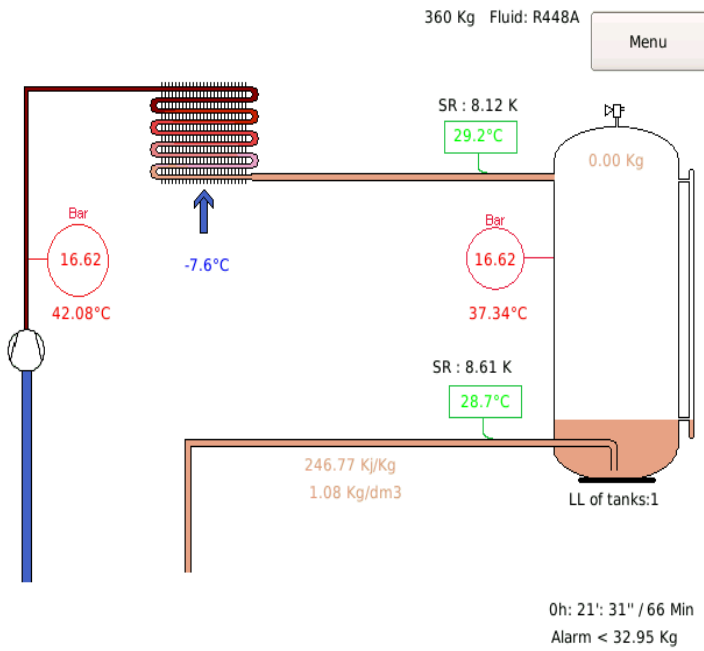 360 Kg Fluid: R448A
Menu
SR : 8.12 K
29.2°C
0.00 Kg
Bar
16.62
42.08°C
-7.6°C
Bar
16.62
37.34°C
SR : 8.61 K
28.7°C
246.77 Kj/Kg
1.08 Kg/dm3
LL of tanks:1
0h: 21': 31" / 66 Min
Alarm < 32.95 Kg